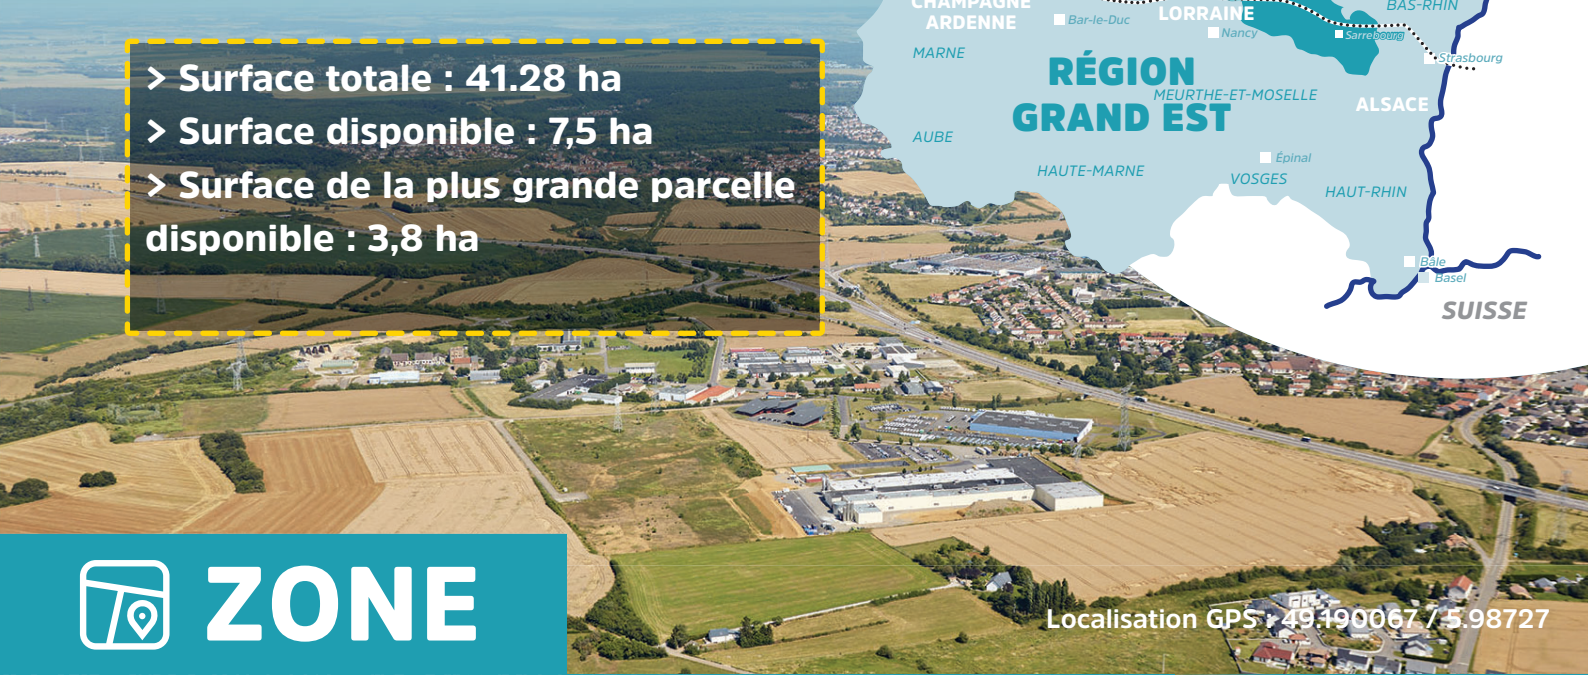 > Surface totale : 41.28 ha
> Surface disponible : 7,5 ha
> Surface de la plus grande parcelle
disponible : 3,8 ha
CHAMPAGNE
ARDENNE
Bar-le-Duc
LORRAINE
Nancy
BAS-RHIN
Sarrebourg
Strasbourg
MARNE
RÉGION
GRAND EST
MEURTHE-ET-MOSELLE
ALSACE
AUBE
HAUTE-MARNE
Épinal
VOSGES
HAUT-RHIN
Bâle
Basel
SUISSE
ZONE
Localisation GPS : 49.190067 / 5.98727